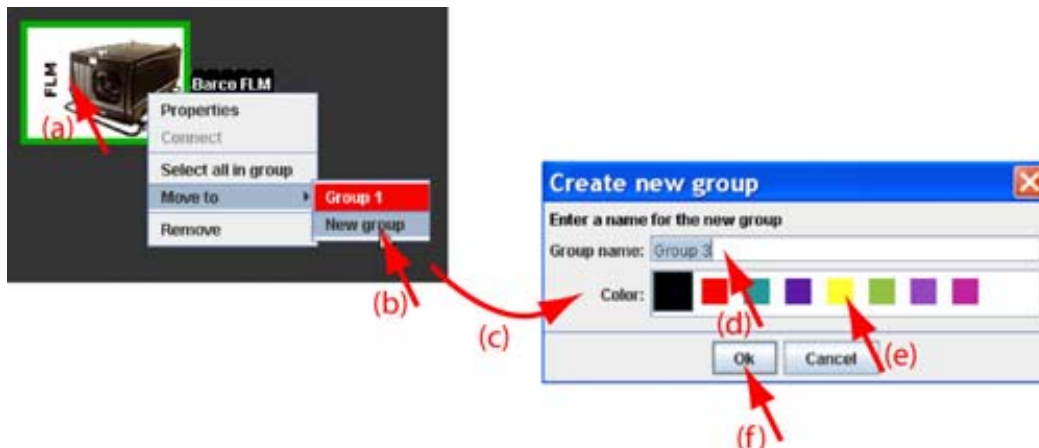 FLM
Barco FLM
(a)
Properties
Connect
Select all in group
Move to
Group 1
New group
Remove
(b)
(c)
Create new group
Enter a name for the new group
Group name: Group 3
Color:
(d)
(e)
Ok
Cancel
(f)